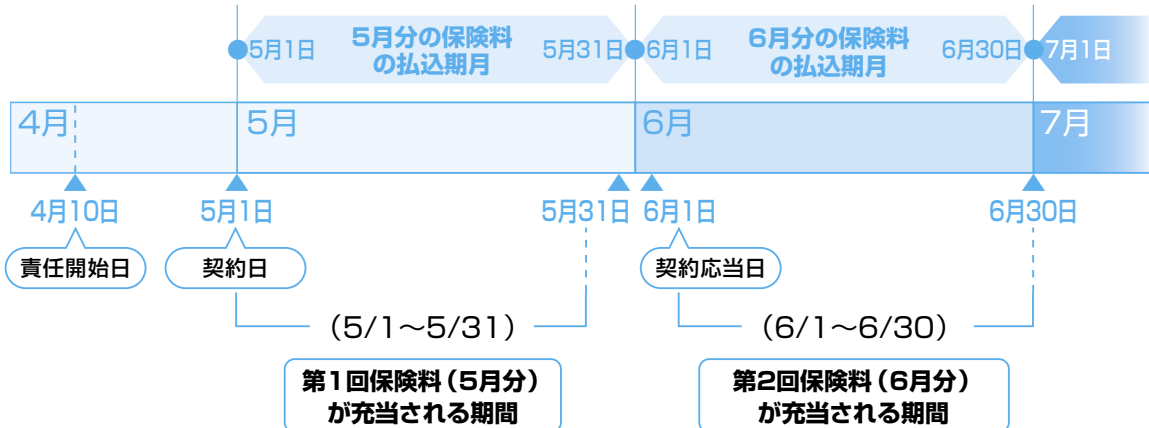 5月1日
5月分の保険料
の払込期月
5月31日
6月1日
6月分の保険料
の払込期月
6月30日
7月1日
4月
5月
6月
7月
4月10日
5月1日
5月31日
6月1日
6月30日
責任開始日
契約日
契約応当日
（5/1～5/31）
（6/1～6/30）
第1回保険料（5月分）
が充当される期間
第2回保険料（6月分）
が充当される期間